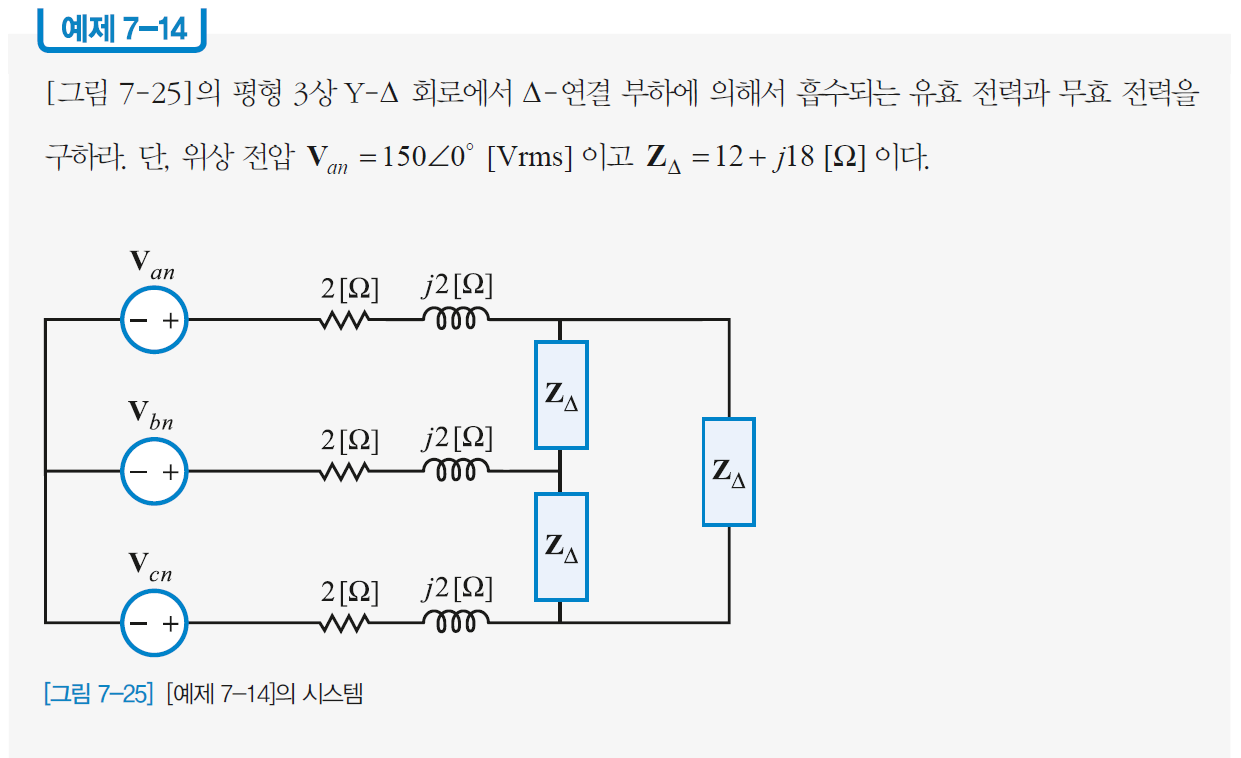 예제 7-14
[그림 7-25]의 평형 3상 Y-Δ 회로에서 Δ-연결 부하에 의해서 흡수되는 유효 전력과 무효 전력을
구하라. 단, 위상 전압 V_an = 150∠0° [Vrms] 이고 Z_Δ = 12 + j18 [Ω] 이다.
V_an
2[Ω] j2[Ω]
- +
Z_Δ
V_bn
2[Ω] j2[Ω]
- +
Z_Δ
Z_Δ
V_cn
2[Ω] j2[Ω]
- +
[그림 7-25] [예제 7-14]의 시스템